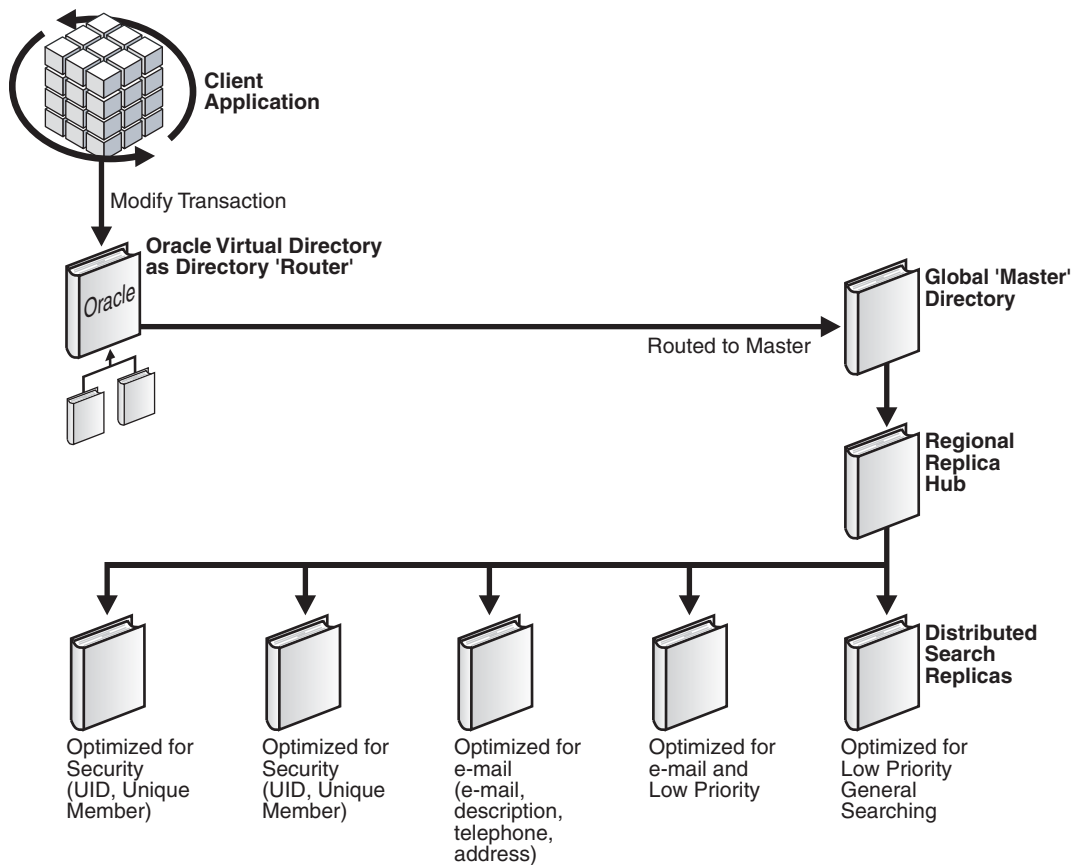 Client
Application
Modify Transaction
Oracle Virtual Directory
as Directory 'Router'
Oracle
Global 'Master'
Directory
Routed to Master
Regional
Replica
Hub
Distributed
Search
Replicas
Optimized for
Security
(UID, Unique
Member)
Optimized for
Security
(UID, Unique
Member)
Optimized for
e-mail
(e-mail,
description,
telephone,
address)
Optimized for
e-mail and
Low Priority
Optimized for
Low Priority
General
Searching